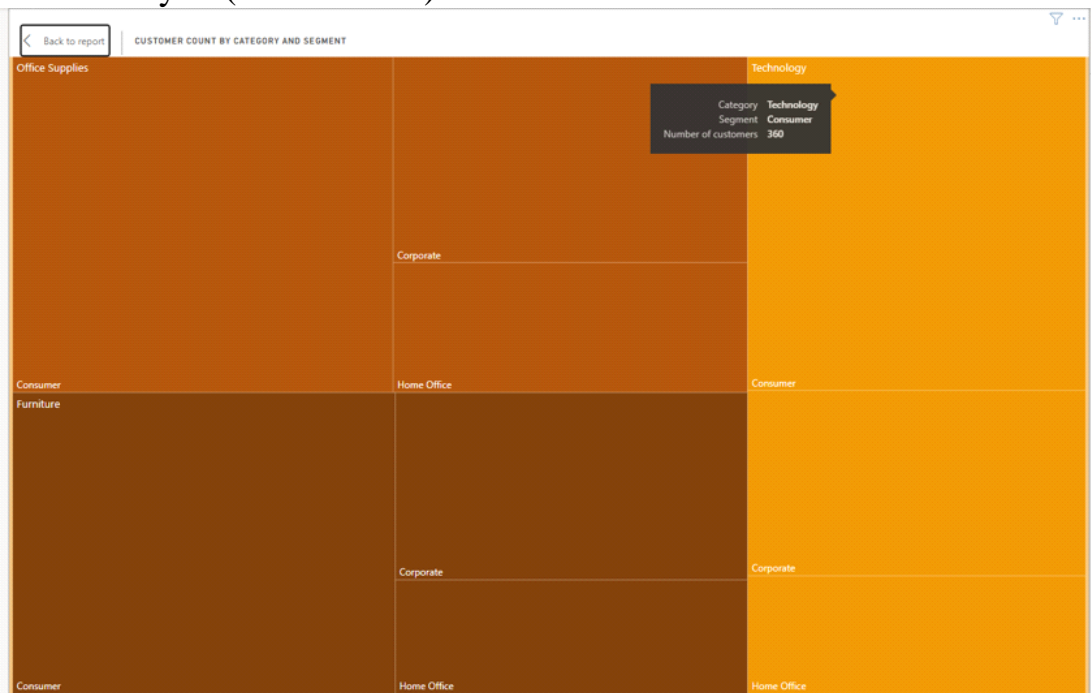 Back to report
CUSTOMER COUNT BY CATEGORY AND SEGMENT
Office Supplies
Technology
Category Technology
Segment Consumer
Number of customers 360
Corporate
Consumer
Home Office
Consumer
Furniture
Corporate
Corporate
Consumer
Home Office
Home Office